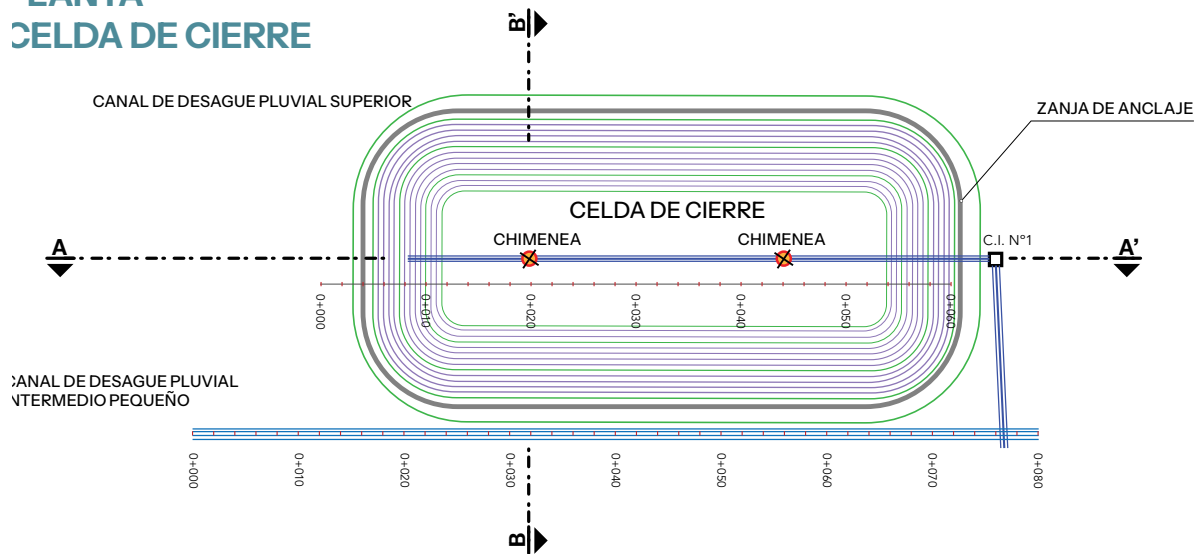 CELDA DE CIERRE
B'
CANAL DE DESAGUE PLUVIAL SUPERIOR
ZANJA DE ANCLAJE
CELDA DE CIERRE
CHIMENEA
CHIMENEA
C.I. N°1
A
A'
0+000
0+010
0+020
0+030
0+040
0+050
0+060
CANAL DE DESAGUE PLUVIAL
NTERMEDIO PEQUEÑO
0+000
0+010
0+020
0+030
0+040
0+050
0+060
0+070
0+080
B